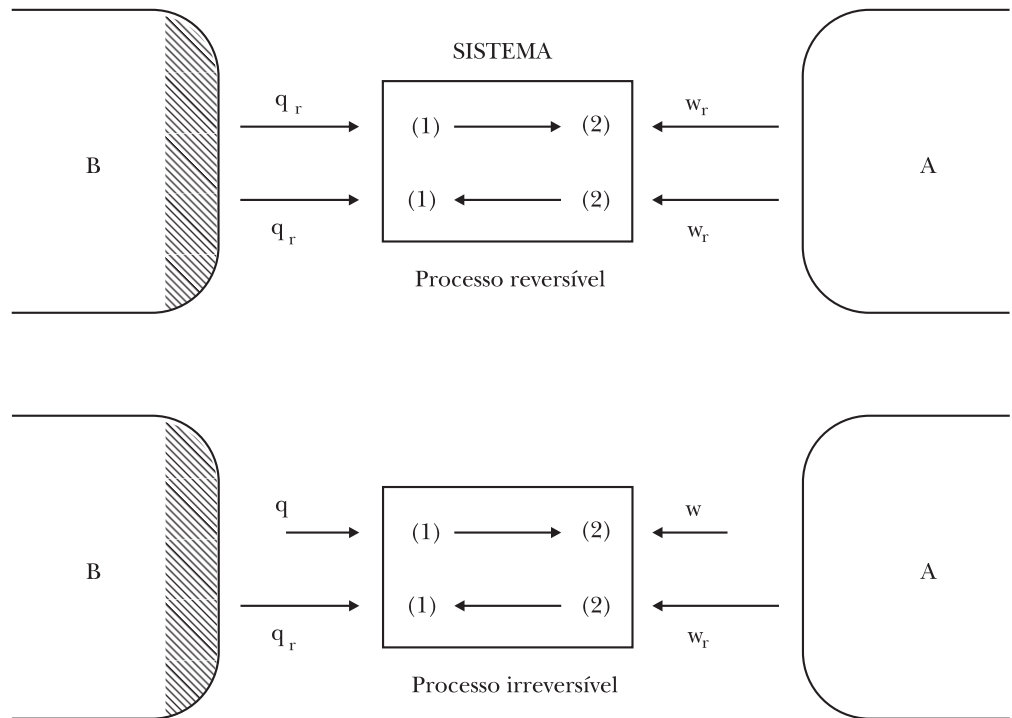 SISTEMA
q r
w r
(1) (2)
B
A
(1) (2)
q r
w r
Processo reversível
q
w
(1) (2)
B
A
(1) (2)
q r
w r
Processo irreversível